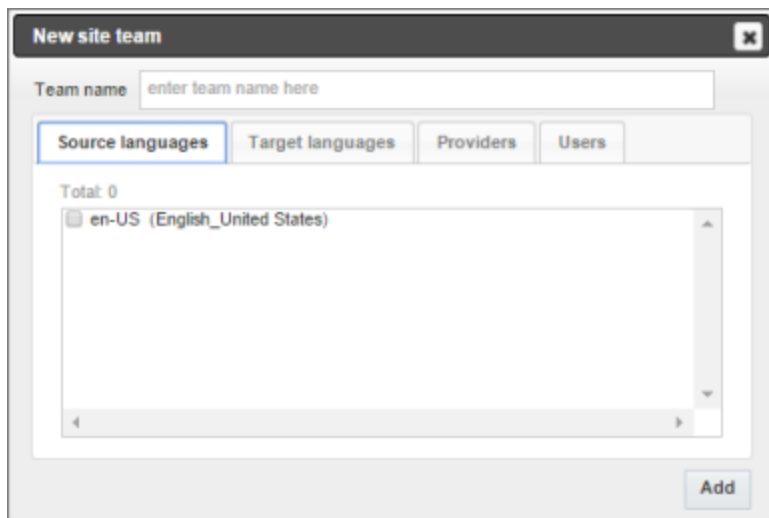 New site team
Team name enter team name here
Source languages Target languages Providers Users
Total: 0
en-US (English_United States)
Add